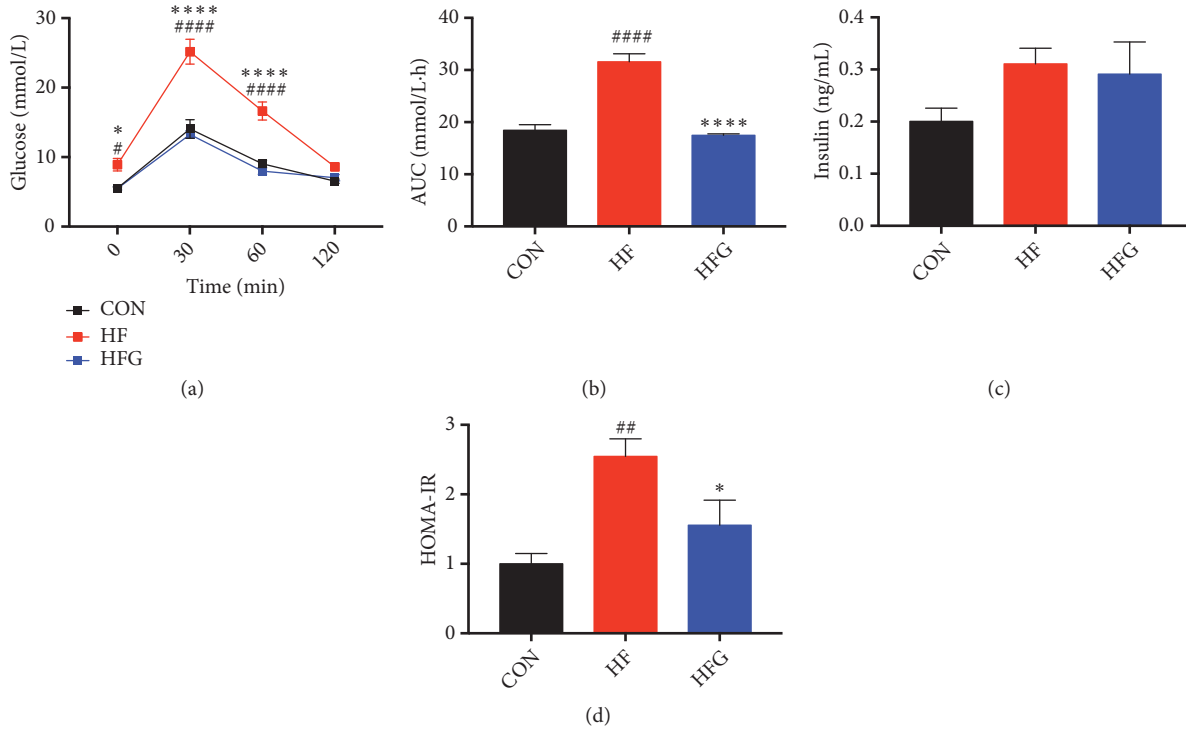 Glucose (mmol/L)
30
20
10
0
****
####
****
####
*
#
0
30
60
120
Time (min)
CON
HF
HFG
(a)
AUC (mmol/L·h)
40
30
20
10
0
####
****
CON
HF
HFG
(b)
Insulin (ng/mL)
0.4
0.3
0.2
0.1
0.0
CON
HF
HFG
(c)
HOMA-IR
3
2
1
0
##
*
CON
HF
HFG
(d)